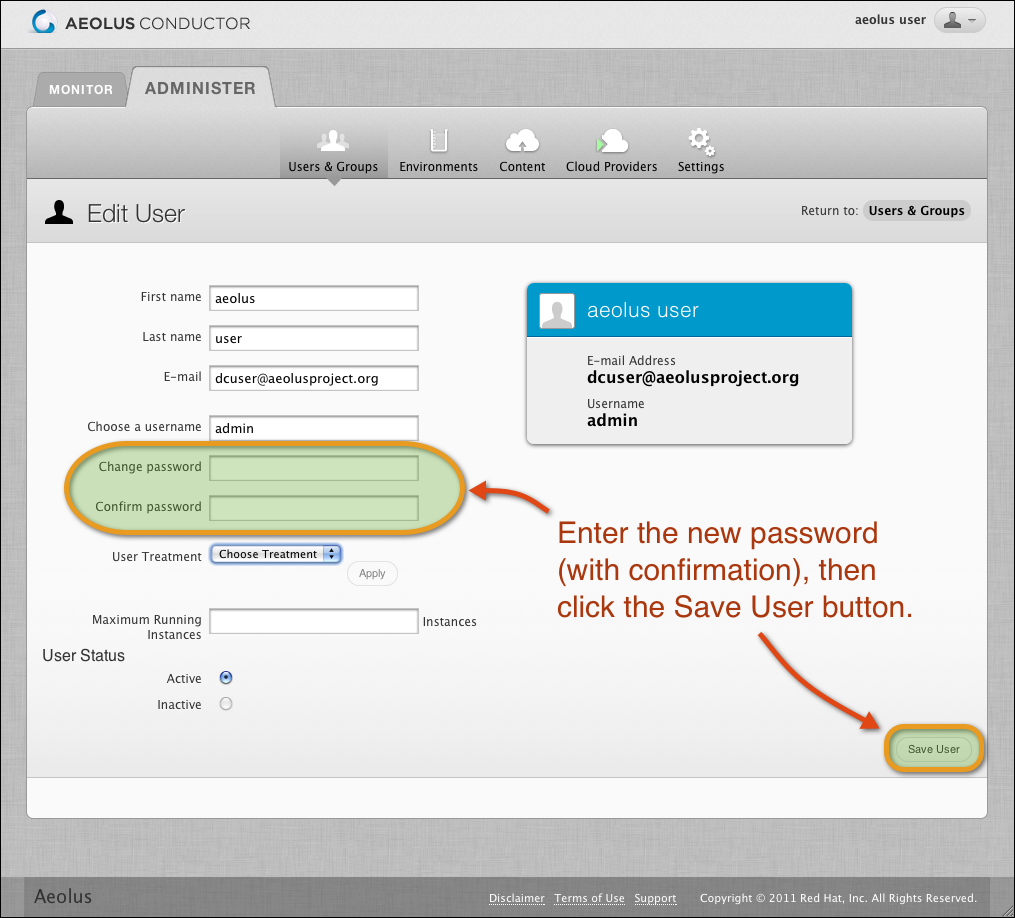 AEOLUS CONDUCTOR
aeolus user
MONITOR
ADMINISTER
Users & Groups
Environments
Content
Cloud Providers
Settings
Edit User
Return to: Users & Groups
First name aeolus
Last name user
E-mail dcuser@aeolusproject.org
Choose a username admin
Change password
Confirm password
User Treatment Choose Treatment
Apply
Maximum Running
Instances
Instances
User Status
Active
Inactive
aeolus user
E-mail Address
dcuser@aeolusproject.org
Username
admin
Enter the new password
(with confirmation), then
click the Save User button.
Save User
Aeolus
Disclaimer Terms of Use Support Copyright © 2011 Red Hat, Inc. All Rights Reserved.